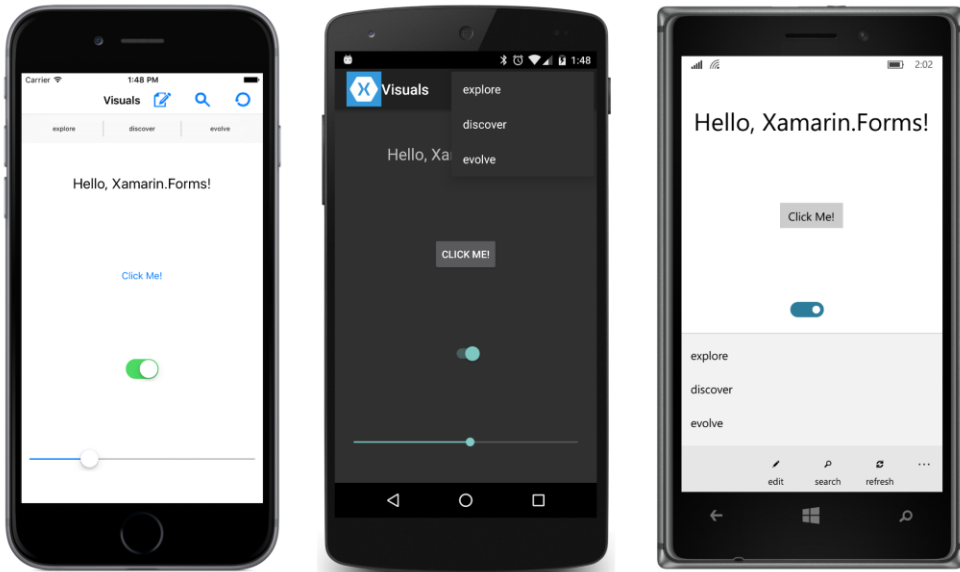 Carrier 1:48 PM
Visuals
explore discover evolve
Hello, Xamarin.Forms!
Click Me!
1:48
X Visuals
explore
discover
evolve
Hello, Xa
CLICK ME!
2:02
Hello, Xamarin.Forms!
Click Me!
explore
discover
evolve
edit search refresh ...